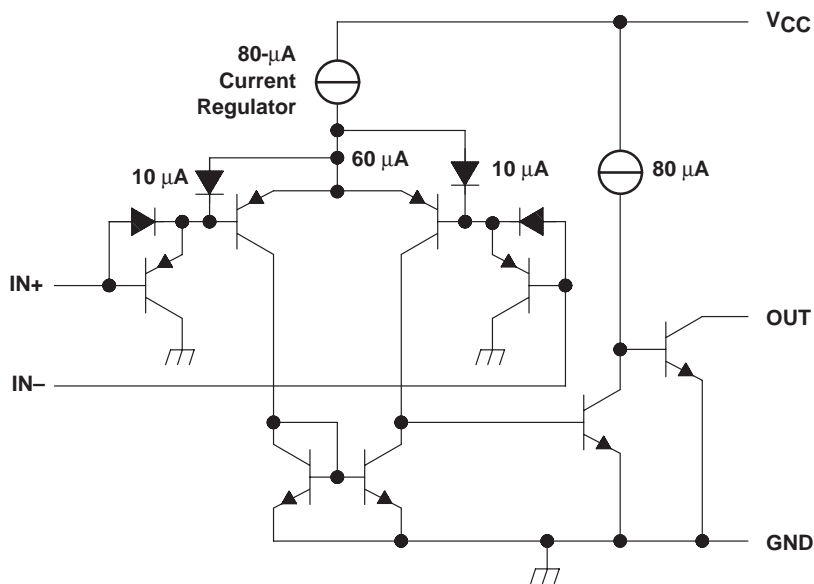 VCC
80-μA
Current
Regulator
60 μA
10 μA
10 μA
80 μA
IN+
OUT
IN–
GND